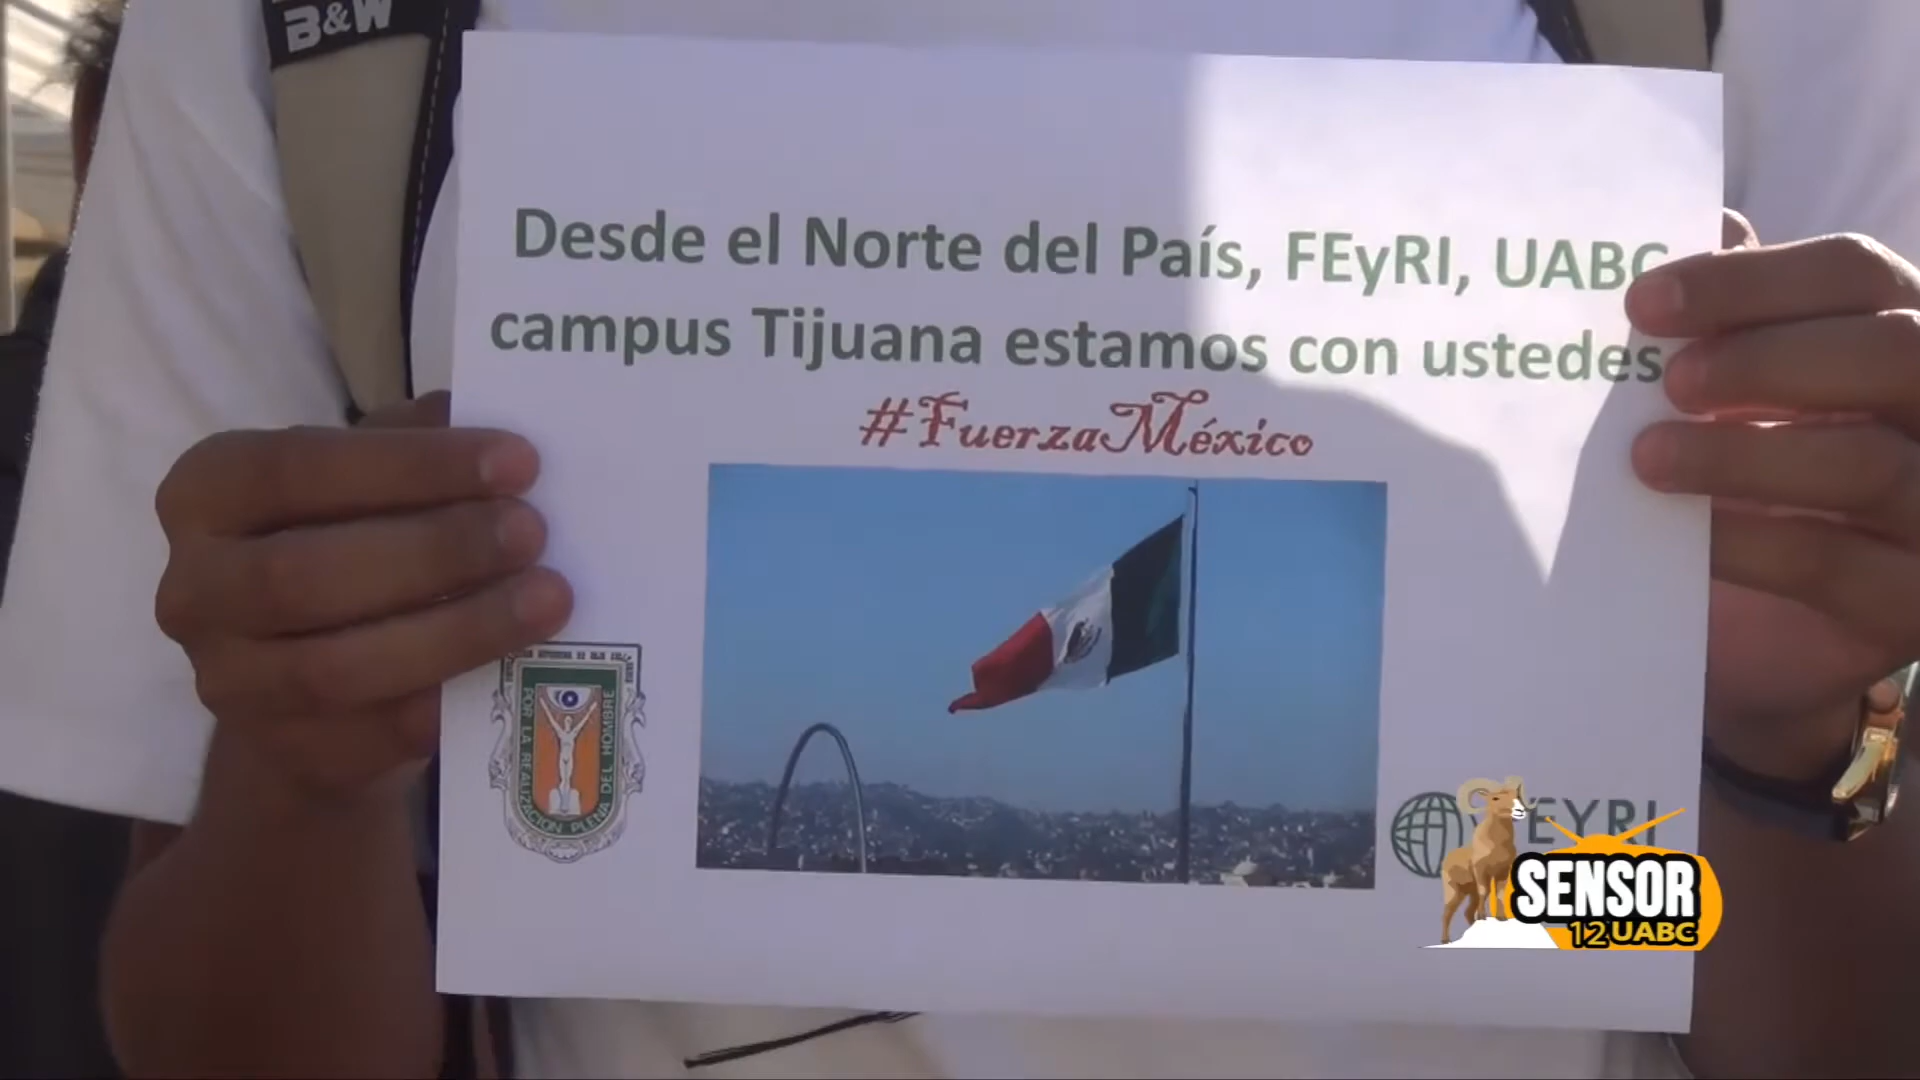 B&W
Desde el Norte del País, FEyRI, UABC
campus Tijuana estamos con ustedes
#FuerzaMéxico
POR LA REALIZACION PLENA DEL HOMBRE
EYRI
SENSOR
12 UABC